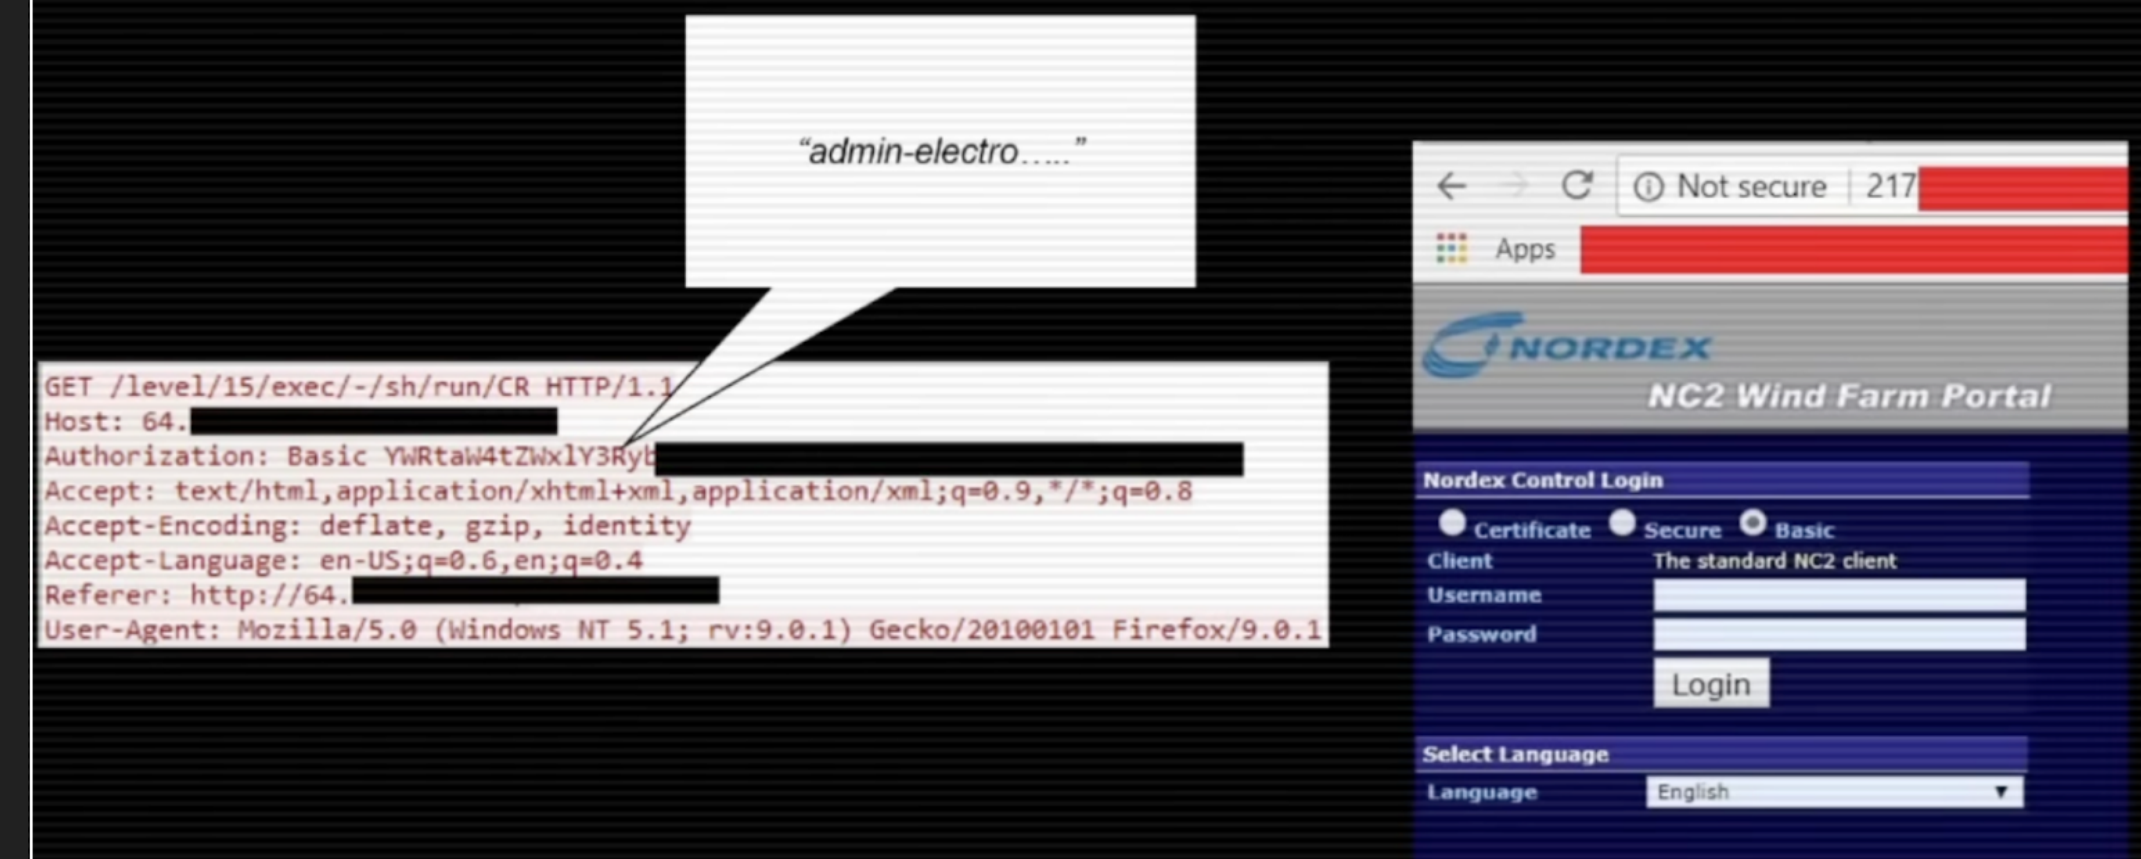 “admin-electro…..”
GET /level/15/exec/-/sh/run/CR HTTP/1.1
Host: 64.
Authorization: Basic YWRtaW4tZWxlY3Ryb
Accept: text/html,application/xhtml+xml,application/xml;q=0.9,*/*;q=0.8
Accept-Encoding: deflate, gzip, identity
Accept-Language: en-US;q=0.6,en;q=0.4
Referer: http://64.
User-Agent: Mozilla/5.0 (Windows NT 5.1; rv:9.0.1) Gecko/20100101 Firefox/9.0.1
Not secure 217
Apps
NORDEX
NC2 Wind Farm Portal
Nordex Control Login
Certificate Secure Basic
Client The standard NC2 client
Username
Password
Login
Select Language
Language English